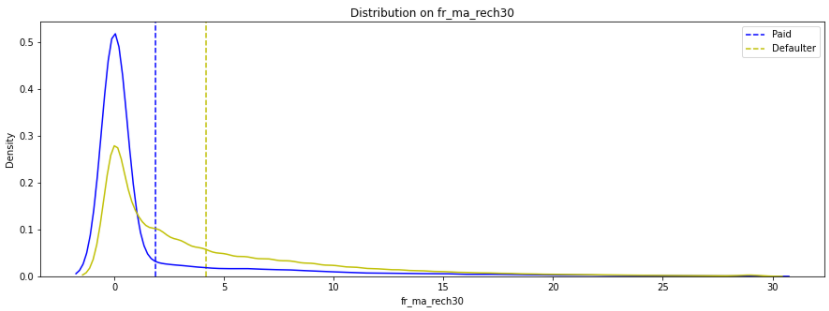 Distribution on fr_ma_rech30
Paid
Defaulter
Density
0.5
0.4
0.3
0.2
0.1
0.0
0 5 10 15 20 25 30
fr_ma_rech30